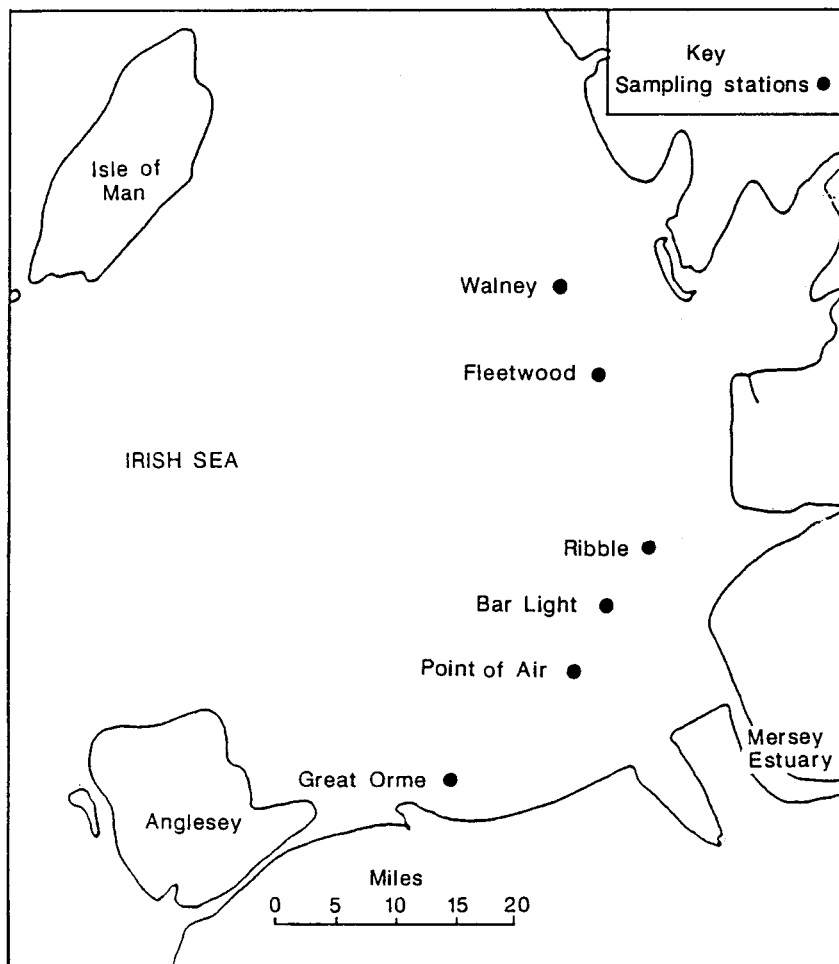 Key
Sampling stations
Isle of
Man
Walney
Fleetwood
IRISH SEA
Ribble
Bar Light
Point of Air
Mersey
Estuary
Great Orme
Anglesey
Miles
0 5 10 15 20